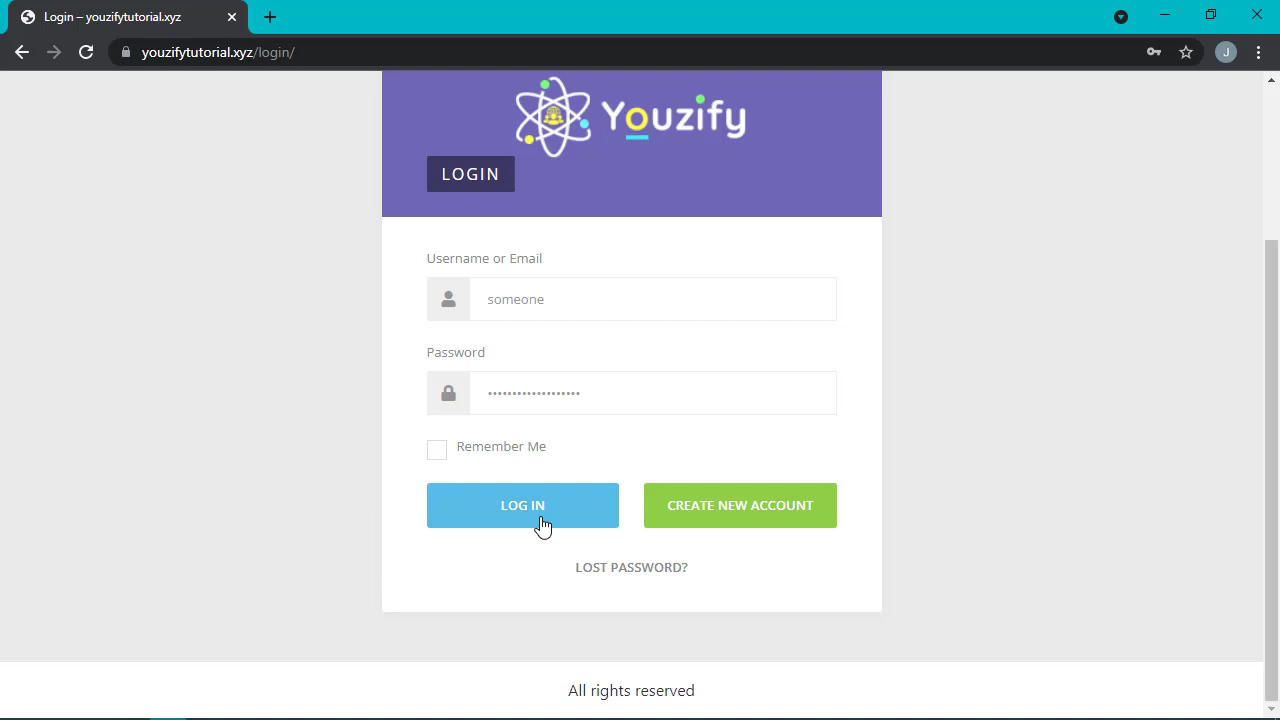 Login – youzifytutorial.xyz
youzifytutorial.xyz/login/
J
Youzify
LOGIN
Username or Email
someone
Password
•••••••••••••••••••
Remember Me
LOG IN
CREATE NEW ACCOUNT
LOST PASSWORD?
All rights reserved